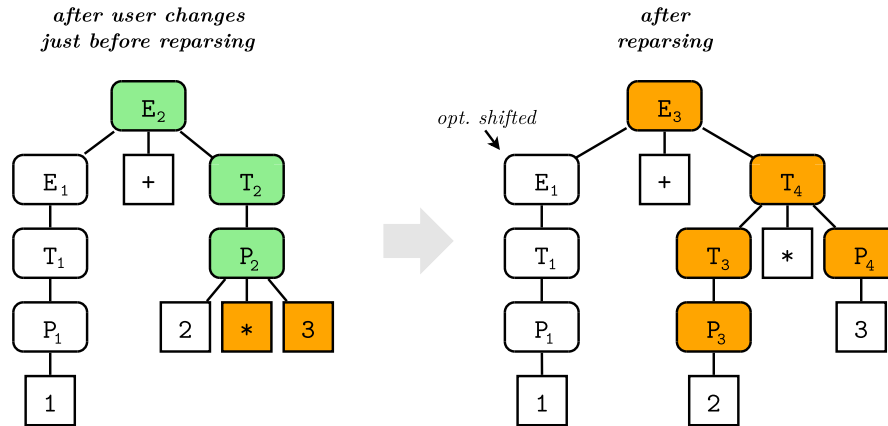 after user changes
just before reparsing
E₂
E₁
+
T₂
T₁
P₂
P₁
2
*
3
1
after
reparsing
opt. shifted
E₃
E₁
+
T₄
T₁
T₃
*
P₄
P₁
P₃
3
1
2